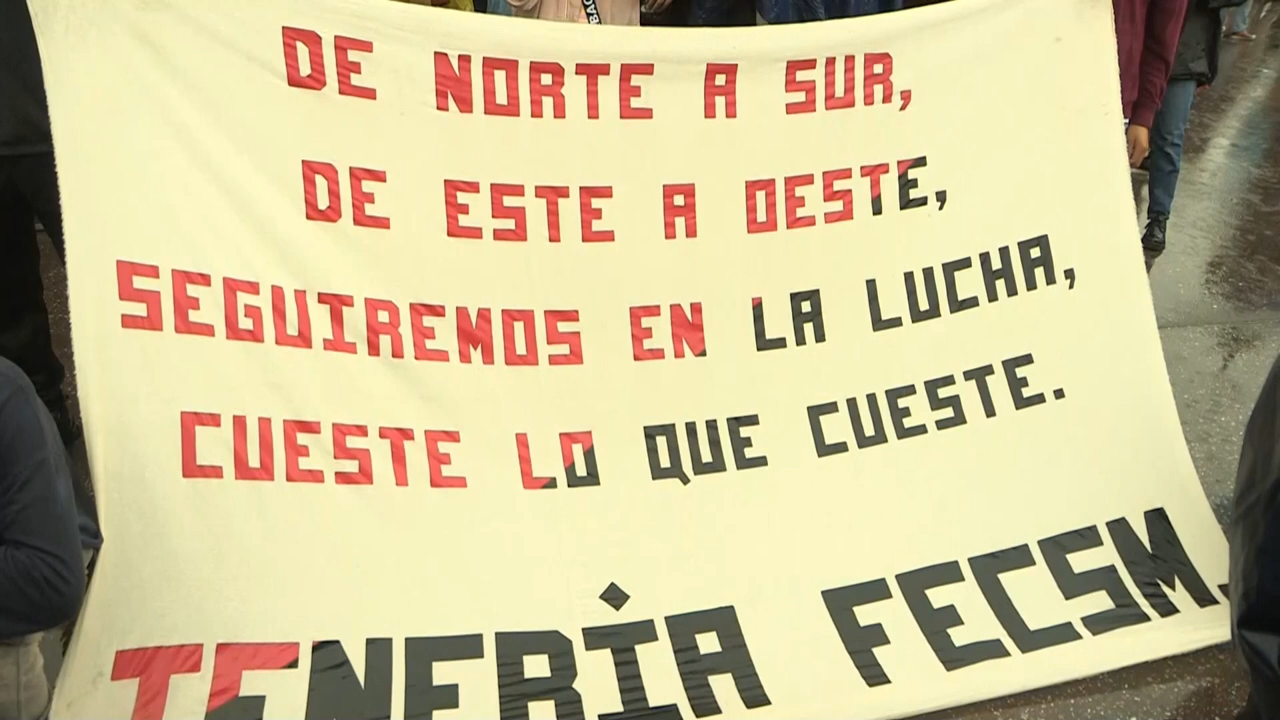 DE NORTE A SUR,
DE ESTE A OESTE,
SEGUIREMOS EN LA LUCHA,
CUESTE LO QUE CUESTE.
TENERÍA FECSM.